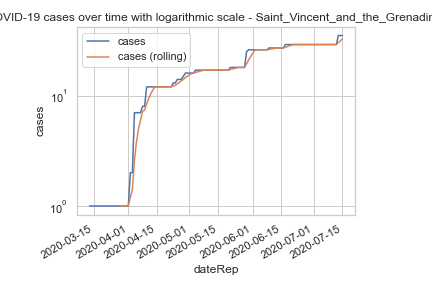 OVID-19 cases over time with logarithmic scale - Saint_Vincent_and_the_Grenadin
cases
cases (rolling)
10¹
10⁰
cases
2020-03-15
2020-04-01
2020-04-15
2020-05-01
2020-05-15
2020-06-01
2020-06-15
2020-07-01
2020-07-15
dateRep